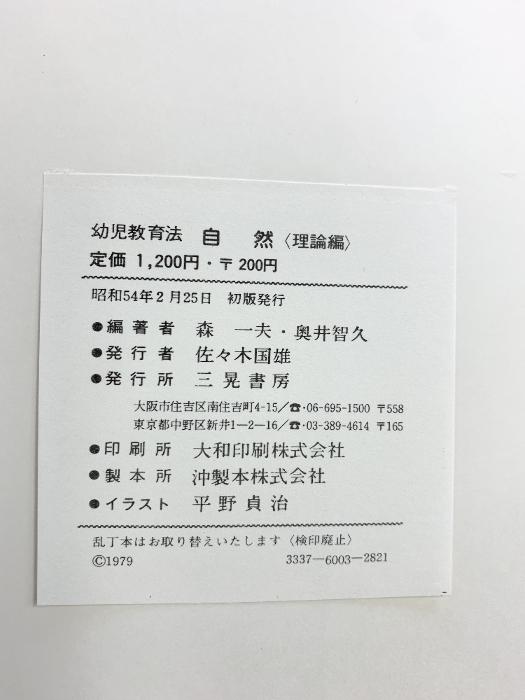 幼児教育法 自 然〈理論編〉
定価 1,200円・〒200円
昭和54年2月25日 初版発行
●編著者 森 一夫・奥井智久
●発行者 佐々木国雄
●発行所 三晃書房
大阪市住吉区南住吉町4-15/☎・06-695-1500 〒558
東京都中野区新井1−2−16/☎・03-389-4614 〒165
●印刷所 大和印刷株式会社
●製本所 沖製本株式会社
●イラスト 平野貞治
乱丁本はお取り替えいたします〈検印廃止〉
©1979 3337−6003−2821